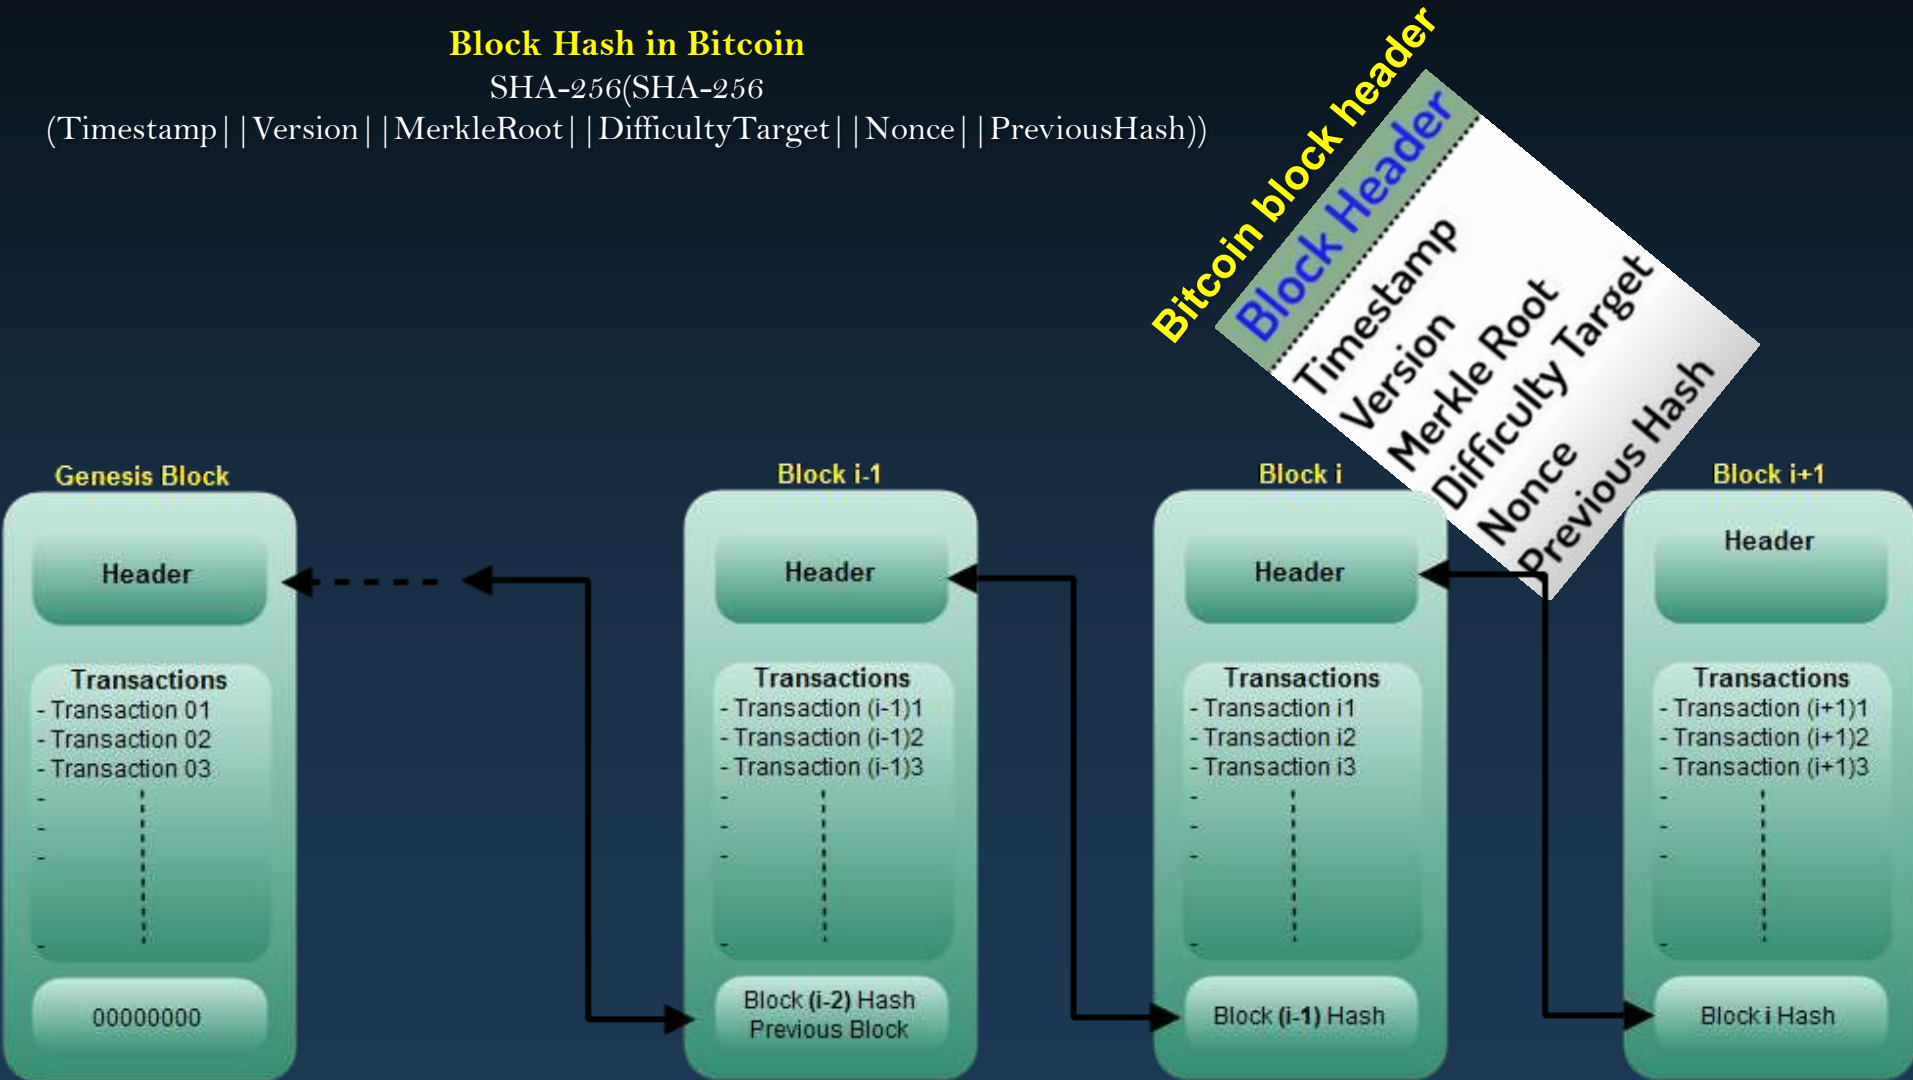 Block Hash in Bitcoin
SHA-256(SHA-256
(Timestamp||Version||MerkleRoot||DifficultyTarget||Nonce||PreviousHash))
Bitcoin block header
Block Header
Timestamp
Version
Merkle Root
Difficulty Target
Nonce
Previous Hash
Genesis Block
Header
Transactions
- Transaction 01
- Transaction 02
- Transaction 03
-
-
-
-
00000000
Block i-1
Header
Transactions
- Transaction (i-1)1
- Transaction (i-1)2
- Transaction (i-1)3
-
-
-
-
Block (i-2) Hash
Previous Block
Block i
Header
Transactions
- Transaction i1
- Transaction i2
- Transaction i3
-
-
-
-
Block (i-1) Hash
Block i+1
Header
Transactions
- Transaction (i+1)1
- Transaction (i+1)2
- Transaction (i+1)3
-
-
-
-
Block i Hash